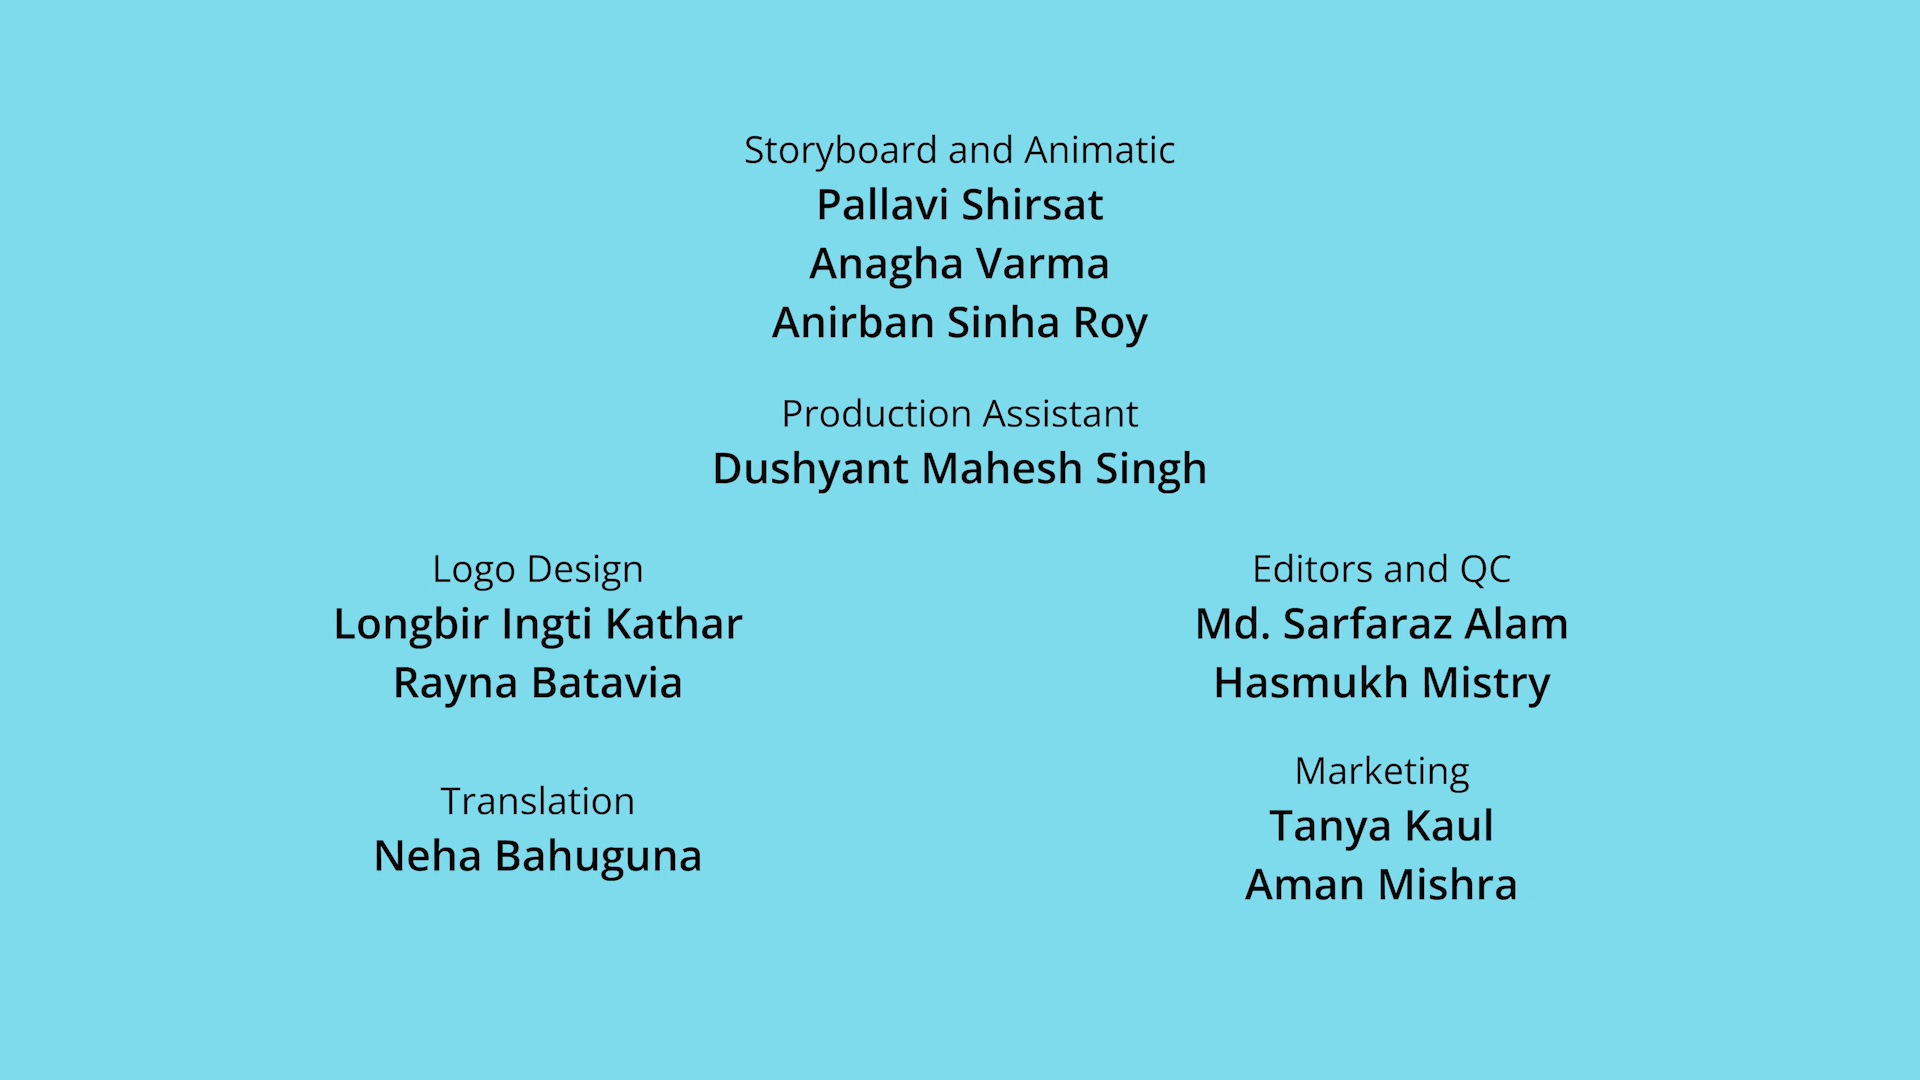 Storyboard and Animatic
Pallavi Shirsat
Anagha Varma
Anirban Sinha Roy
Production Assistant
Dushyant Mahesh Singh
Logo Design
Longbir Ingti Kathar
Rayna Batavia
Translation
Neha Bahuguna
Editors and QC
Md. Sarfaraz Alam
Hasmukh Mistry
Marketing
Tanya Kaul
Aman Mishra